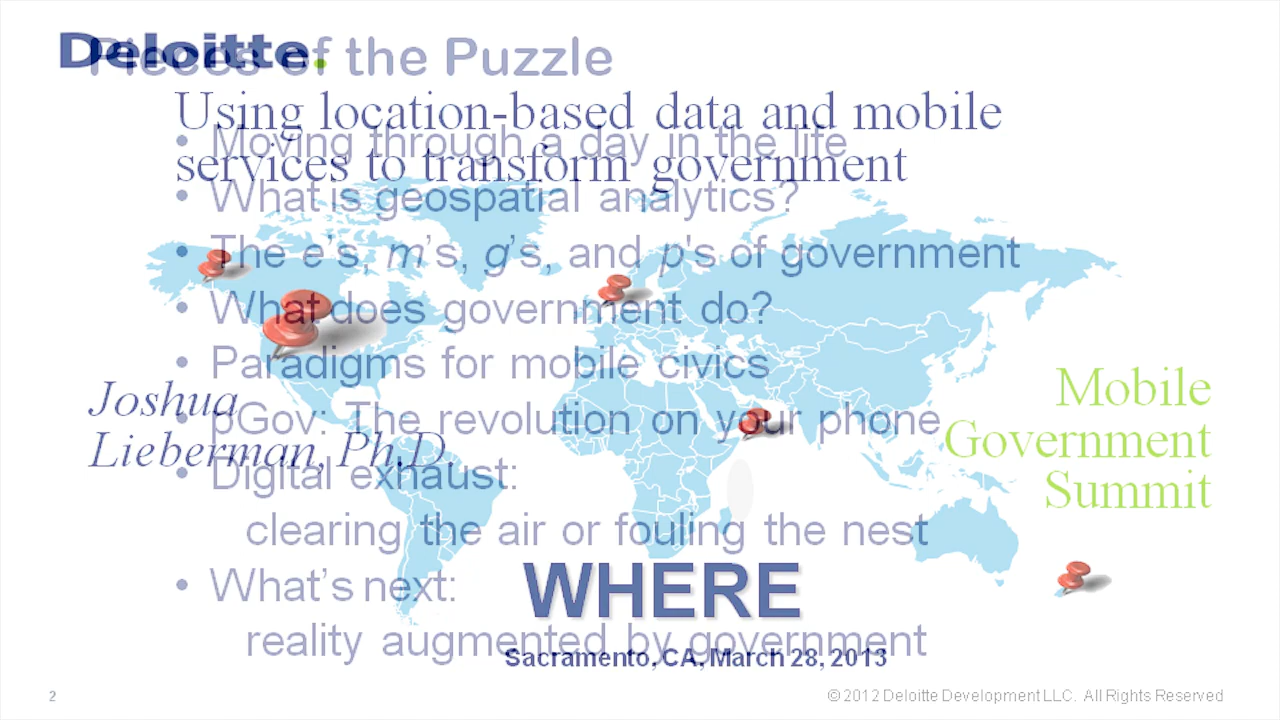 Deloitte.
Pieces of the Puzzle
Using location-based data and mobile
services to transform government
• Moving through a day in the life
• What is geospatial analytics?
• The e’s, m’s, g’s, and p's of government
• What does government do?
• Paradigms for mobile civics
• pGov: The revolution on your phone
• Digital exhaust:
clearing the air or fouling the nest
• What’s next:
reality augmented by government
Joshua
Lieberman, Ph.D.
Mobile
Government
Summit
WHERE
Sacramento, CA, March 28, 2013
2
© 2012 Deloitte Development LLC. All Rights Reserved